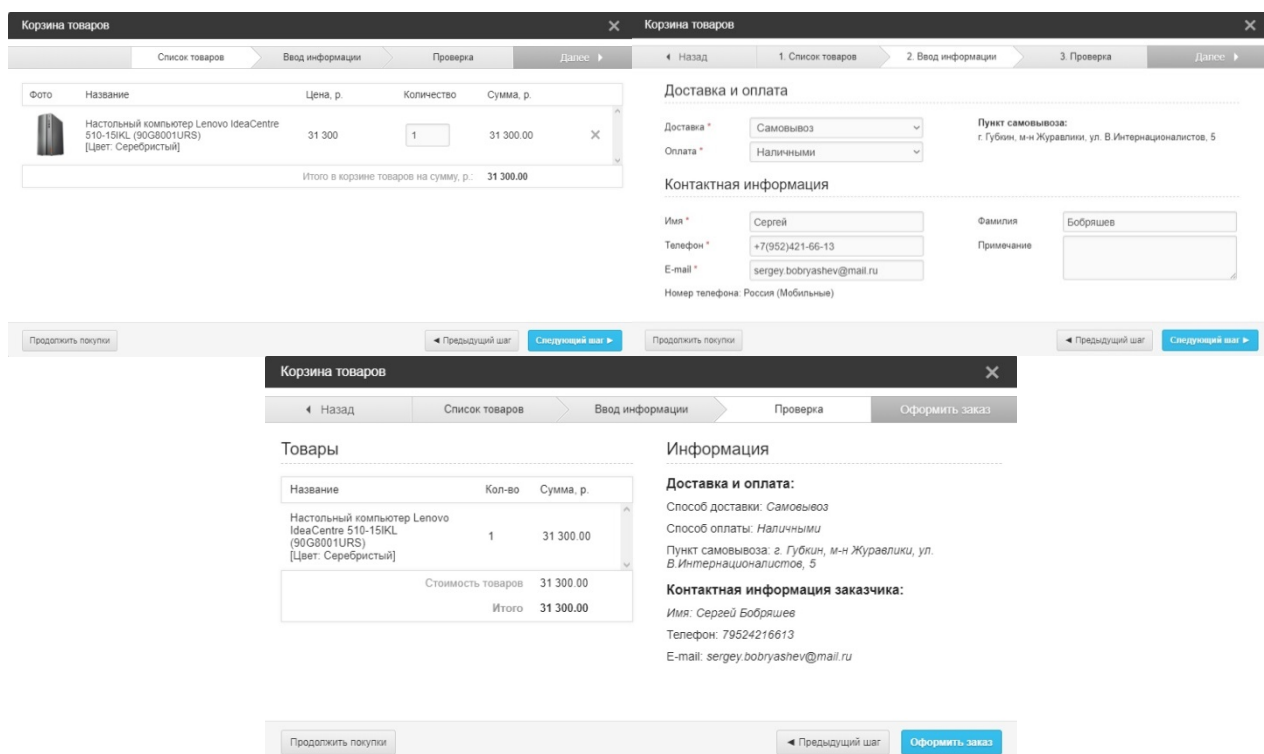 Корзина товаров
Список товаров Ввод информации Проверка Далее
Фото Название Цена, р. Количество Сумма, р.
Настольный компьютер Lenovo IdeaCentre
510-15IKL (90G8001URS)
[Цвет: Серебристый]
31 300 1 31 300.00
Итого в корзине товаров на сумму, р.: 31 300.00
Продолжить покупки ◄ Предыдущий шаг Следующий шаг ►
Корзина товаров
Назад 1. Список товаров 2. Ввод информации 3. Проверка Далее
Доставка и оплата
Доставка * Самовывоз
Оплата * Наличными
Пункт самовывоза:
г. Губкин, м-н Журавлики, ул. В.Интернационалистов, 5
Контактная информация
Имя * Сергей Фамилия Бобряшев
Телефон * +7(952)421-66-13 Примечание
E-mail * sergey.bobryashev@mail.ru
Номер телефона: Россия (Мобильные)
Продолжить покупки ◄ Предыдущий шаг Следующий шаг ►
Корзина товаров
Назад Список товаров Ввод информации Проверка Оформить заказ
Товары
Название Кол-во Сумма, р.
Настольный компьютер Lenovo
IdeaCentre 510-15IKL
(90G8001URS)
[Цвет: Серебристый]
1 31 300.00
Стоимость товаров 31 300.00
Итого 31 300.00
Информация
Доставка и оплата:
Способ доставки: Самовывоз
Способ оплаты: Наличными
Пункт самовывоза: г. Губкин, м-н Журавлики, ул.
В.Интернационалистов, 5
Контактная информация заказчика:
Имя: Сергей Бобряшев
Телефон: 79524216613
E-mail: sergey.bobryashev@mail.ru
Продолжить покупки ◄ Предыдущий шаг Оформить заказ